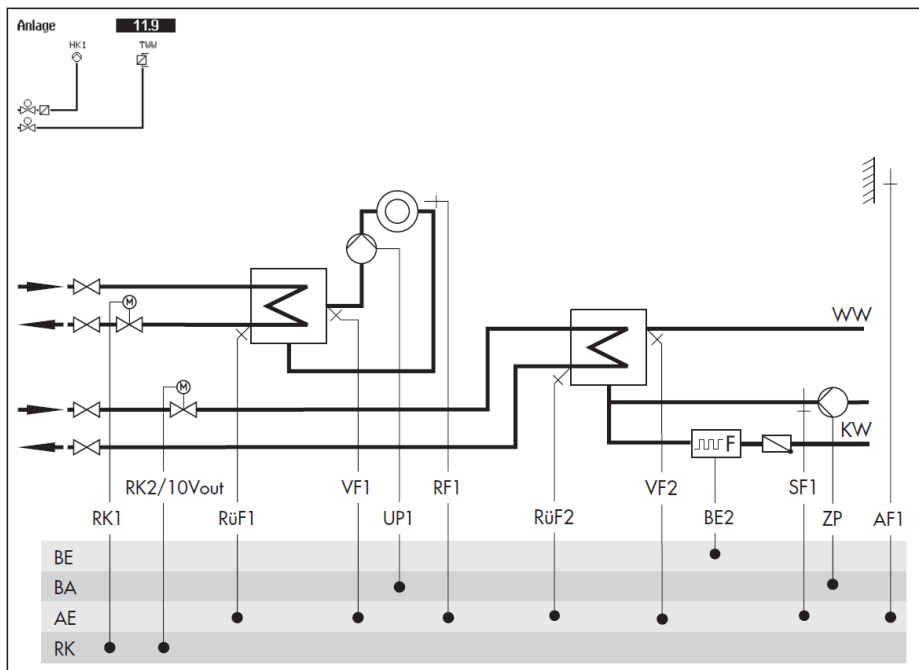 Anlage 11.9
HK1 TWW
M
M
WW
F
KW
RK2/10Vout VF1 RF1 VF2 SF1
RK1 RüF1 UP1 RüF2 BE2 ZP AF1
BE
BA
AE
RK